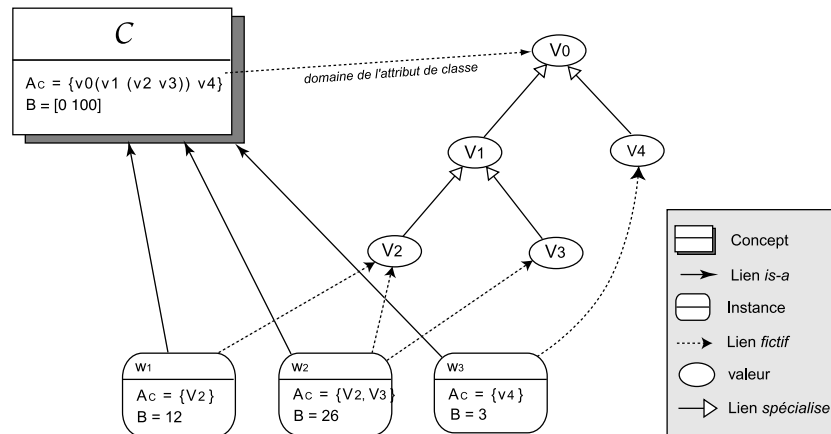 C
Ac = {v0(v1 (v2 v3)) v4}
B = [0 100]
domaine de l'attribut de classe
V0
V1
V4
V2
V3
W1
Ac = {V2}
B = 12
W2
Ac = {V2, V3}
B = 26
W3
Ac = {v4}
B = 3
Concept
Lien is-a
Instance
Lien fictif
valeur
Lien spécialise